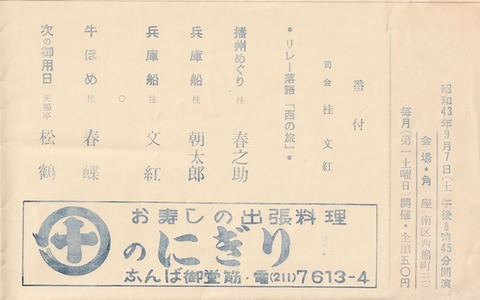 昭和43年9月7日(土)午後6時45分開演
会場・角座 南区西櫓町三
毎月(第一土曜日)開催・全席五〇円
番付
司会 桂文紅
・リレー落語「西の旅」・
播州めぐり 桂 春之助
兵庫船 桂 朝太郎
兵庫船 桂 文紅
○
牛ほめ 桂 春蝶
次の御用日 笑福亭 松鶴
お寿しの出張料理
十のにぎり
なんば御堂筋・電(211)7613-4